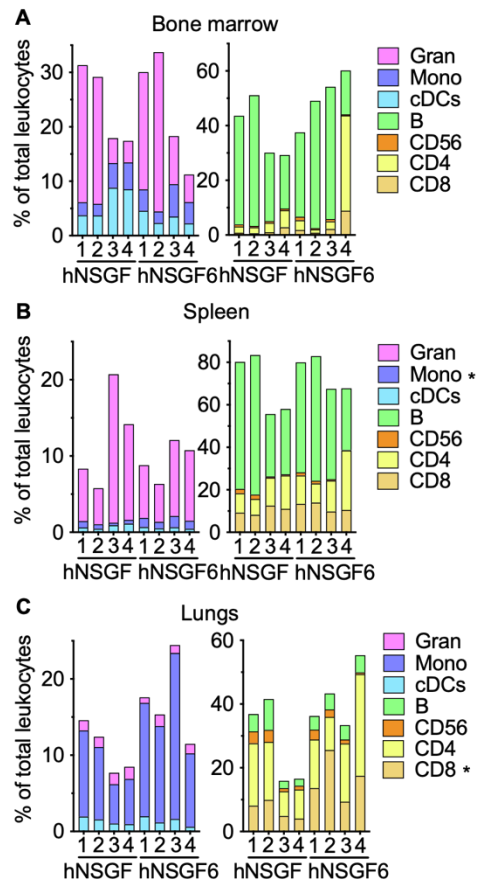 A
Bone marrow
% of total leukocytes
30
20
10
0
1 2 3 4 1 2 3 4
hNSGF hNSGF6
60
40
20
0
1 2 3 4 1 2 3 4
hNSGF hNSGF6
Gran
Mono
cDCs
B
CD56
CD4
CD8
B
Spleen
% of total leukocytes
20
10
0
1 2 3 4 1 2 3 4
hNSGF hNSGF6
80
60
40
20
0
1 2 3 4 1 2 3 4
hNSGF hNSGF6
Gran
Mono *
cDCs
B
CD56
CD4
CD8
C
Lungs
% of total leukocytes
20
10
0
1 2 3 4 1 2 3 4
hNSGF hNSGF6
60
40
20
0
1 2 3 4 1 2 3 4
hNSGF hNSGF6
Gran
Mono
cDCs
B
CD56
CD4
CD8 *